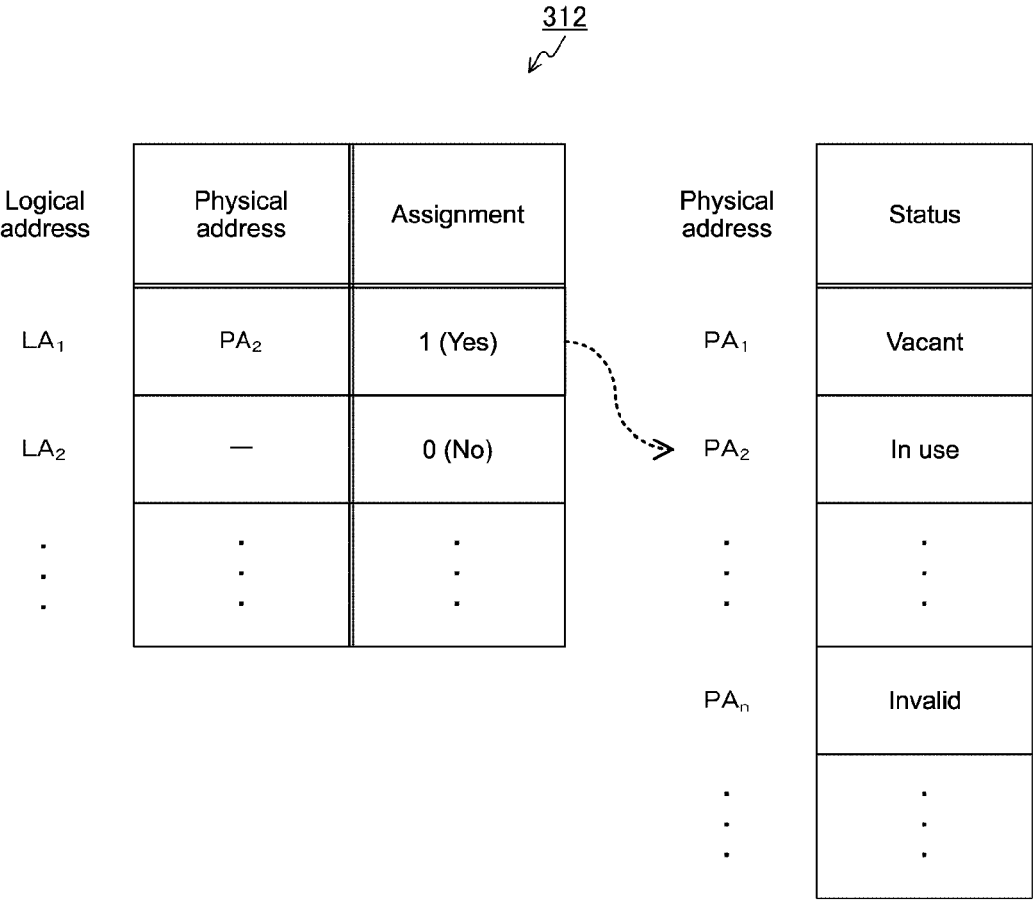 312
Logical address
Physical address
Assignment
Physical address
Status
LA₁
PA₂
1 (Yes)
PA₁
Vacant
LA₂
—
0 (No)
PA₂
In use
PAₙ
Invalid